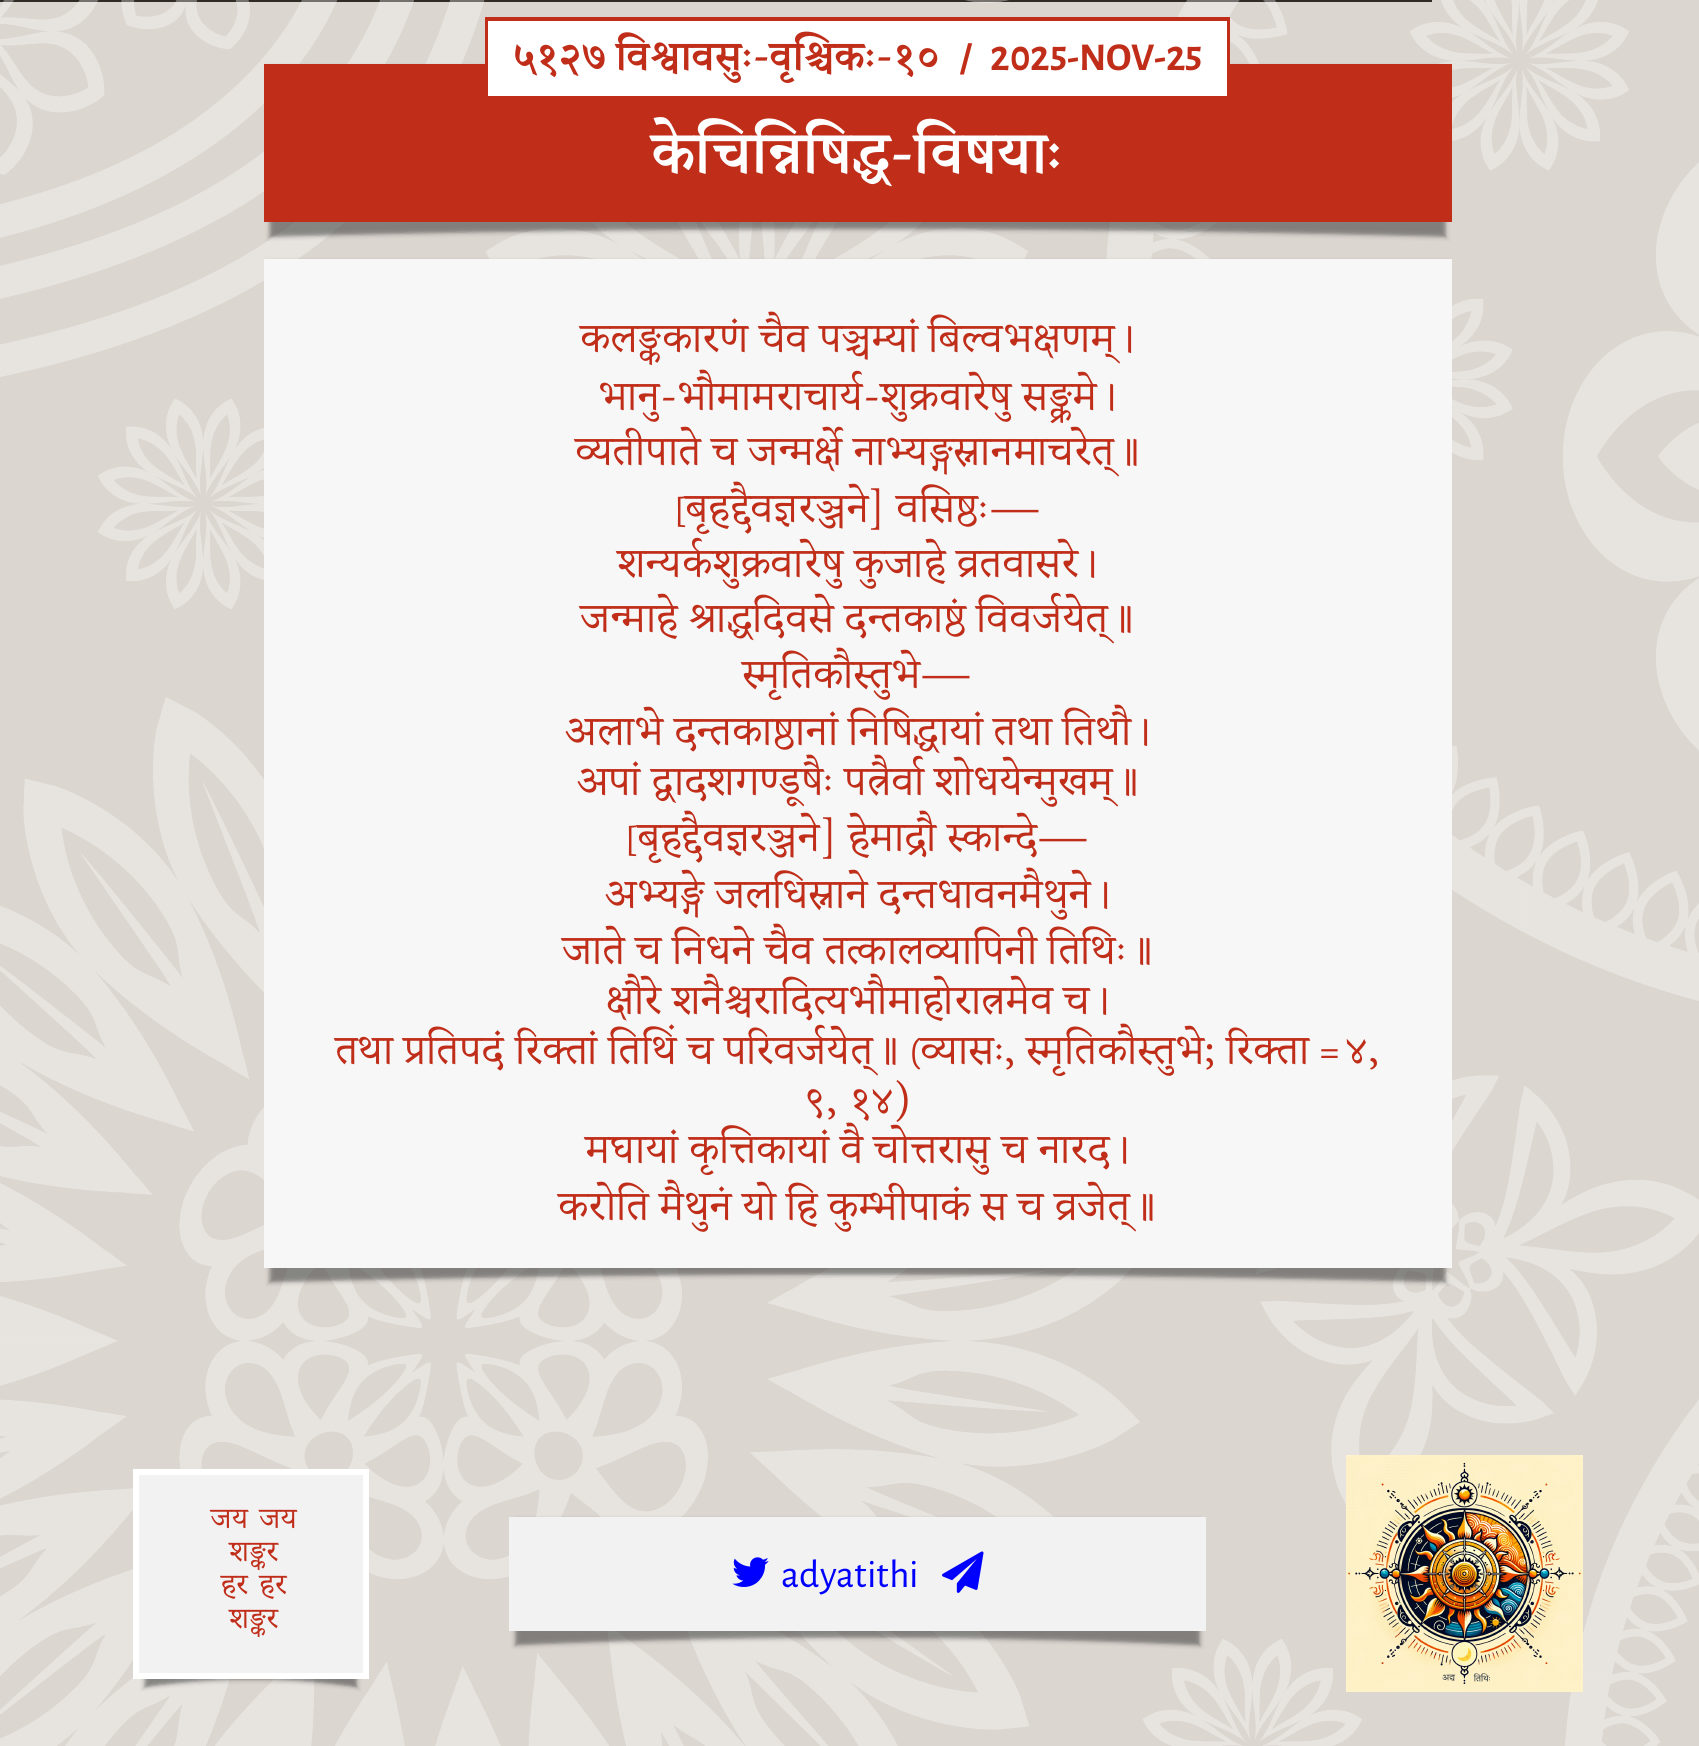 ५१२७ विश्वावसुः-वृश्चिकः-१० / 2025-NOV-25
केचिन्निषिद्ध-विषयाः
कलङ्ककारणं चैव पञ्चम्यां बिल्वभक्षणम्।
भानु-भौमामराचार्य-शुक्रवारेषु सङ्क्रमे।
व्यतीपाते च जन्मर्क्षे नाभ्यङ्गस्नानमाचरेत्॥
[बृहद्दैवज्ञरञ्जने] वसिष्ठः—
शन्यर्कशुक्रवारेषु कुजाहे व्रतवासरे।
जन्माहे श्राद्धदिवसे दन्तकाष्ठं विवर्जयेत्॥
स्मृतिकौस्तुभे—
अलाभे दन्तकाष्ठानां निषिद्धायां तथा तिथौ।
अपां द्वादशगण्डूषैः पत्रैर्वा शोधयेन्मुखम्॥
[बृहद्दैवज्ञरञ्जने] हेमाद्रौ स्कान्दे—
अभ्यङ्गे जलधिस्नाने दन्तधावनमैथुने।
जाते च निधने चैव तत्कालव्यापिनी तिथिः॥
क्षौरे शनैश्चरादित्यभौमाहोरात्रमेव च।
तथा प्रतिपदं रिक्तां तिथिं च परिवर्जयेत्॥ (व्यासः, स्मृतिकौस्तुभे; रिक्ता = ४,
९, १४)
मघायां कृत्तिकायां वै चोत्तरासु च नारद।
करोति मैथुनं यो हि कुम्भीपाकं स च व्रजेत्॥
जय जय
शङ्कर
हर हर
शङ्कर
adyatithi
अद्य तिथिः